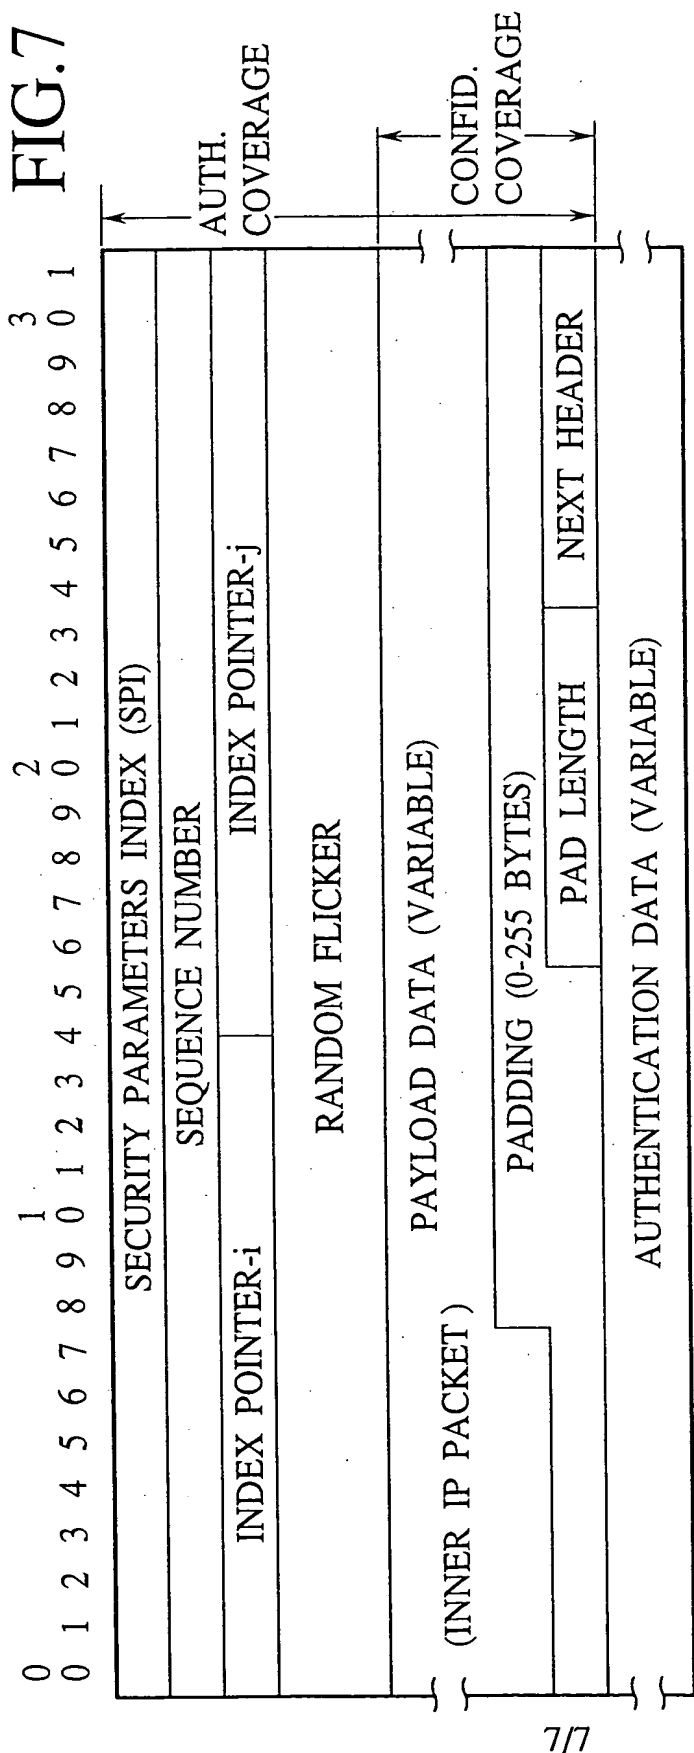 FIG.7
0 1 2 3
0 1 2 3 4 5 6 7 8 9 0 1 2 3 4 5 6 7 8 9 0 1 2 3 4 5 6 7 8 9 0 1
SECURITY PARAMETERS INDEX (SPI)
SEQUENCE NUMBER
INDEX POINTER-i INDEX POINTER-j
RANDOM FLICKER
PAYLOAD DATA (VARIABLE)
(INNER IP PACKET)
PADDING (0-255 BYTES)
PAD LENGTH NEXT HEADER
AUTHENTICATION DATA (VARIABLE)
AUTH.
COVERAGE
CONFID.
COVERAGE
7/7